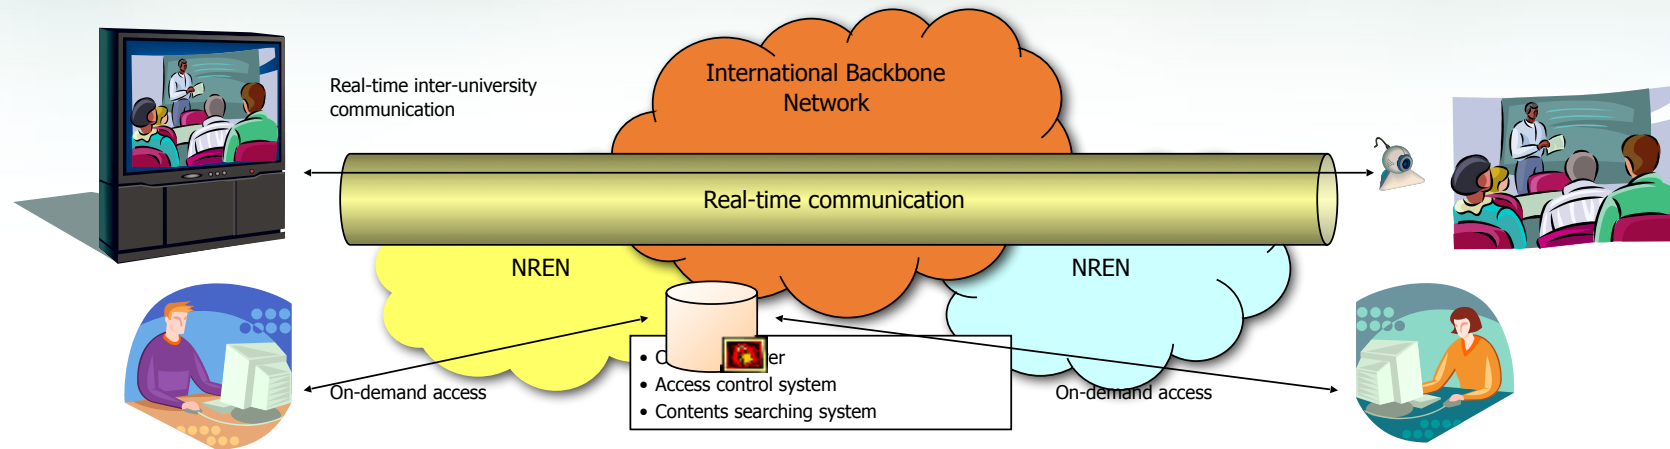 Real-time inter-university
communication
International Backbone
Network
Real-time communication
NREN
NREN
• Access control system
• Contents searching system
On-demand access
On-demand access